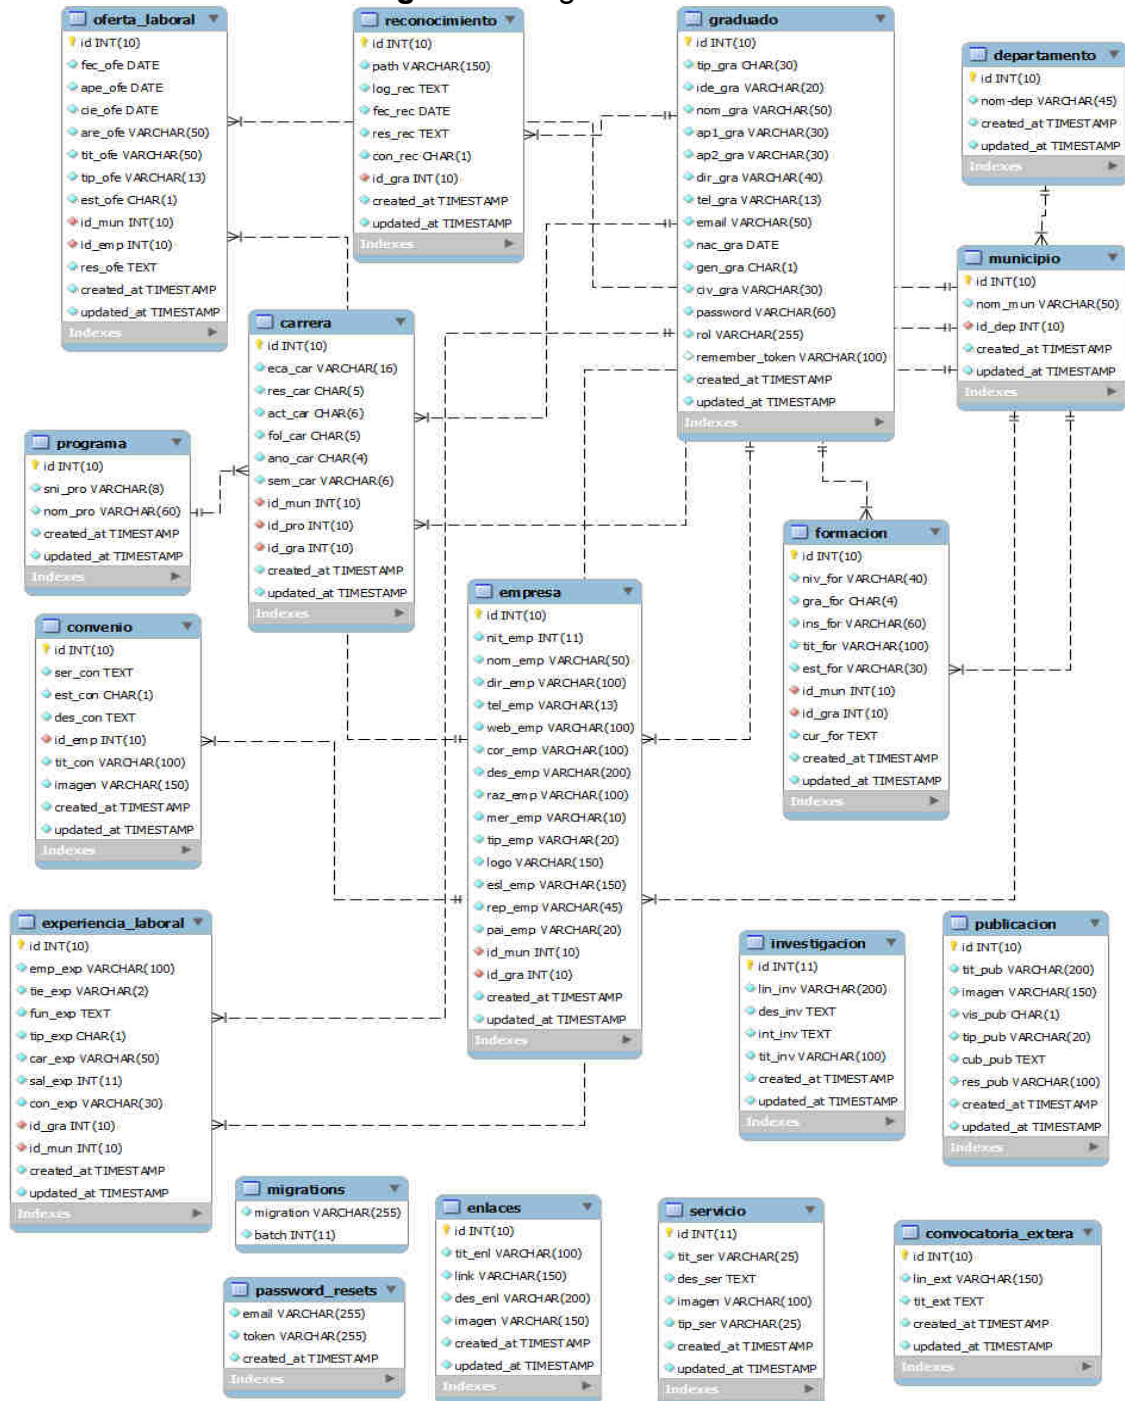 oferta_laboral
id INT(10)
fec_ofe DATE
ape_ofe DATE
cie_ofe DATE
are_ofe VARCHAR(50)
tit_ofe VARCHAR(50)
tip_ofe VARCHAR(13)
est_ofe CHAR(1)
id_mun INT(10)
id_emp INT(10)
res_ofe TEXT
created_at TIMESTAMP
updated_at TIMESTAMP
Indexes
reconocimiento
id INT(10)
path VARCHAR(150)
log_rec TEXT
fec_rec DATE
res_rec TEXT
con_rec CHAR(1)
id_gra INT(10)
created_at TIMESTAMP
updated_at TIMESTAMP
Indexes
graduado
id INT(10)
tip_gra CHAR(30)
ide_gra VARCHAR(20)
nom_gra VARCHAR(50)
ap1_gra VARCHAR(30)
ap2_gra VARCHAR(30)
dir_gra VARCHAR(40)
tel_gra VARCHAR(13)
email VARCHAR(50)
nac_gra DATE
gen_gra CHAR(1)
civ_gra VARCHAR(30)
password VARCHAR(60)
rol VARCHAR(255)
remember_token VARCHAR(100)
created_at TIMESTAMP
updated_at TIMESTAMP
Indexes
departamento
id INT(10)
nom-dep VARCHAR(45)
created_at TIMESTAMP
updated_at TIMESTAMP
Indexes
municipio
id INT(10)
nom_mun VARCHAR(50)
id_dep INT(10)
created_at TIMESTAMP
updated_at TIMESTAMP
Indexes
carrera
id INT(10)
eca_car VARCHAR(16)
res_car CHAR(5)
act_car CHAR(6)
fol_car CHAR(5)
ano_car CHAR(4)
sem_car VARCHAR(6)
id_mun INT(10)
id_pro INT(10)
id_gra INT(10)
created_at TIMESTAMP
updated_at TIMESTAMP
Indexes
programa
id INT(10)
sni_pro VARCHAR(8)
nom_pro VARCHAR(60)
created_at TIMESTAMP
updated_at TIMESTAMP
Indexes
formacion
id INT(10)
niv_for VARCHAR(40)
gra_for CHAR(4)
ins_for VARCHAR(60)
tit_for VARCHAR(100)
est_for VARCHAR(30)
id_mun INT(10)
id_gra INT(10)
cur_for TEXT
created_at TIMESTAMP
updated_at TIMESTAMP
Indexes
empresa
id INT(10)
nit_emp INT(11)
nom_emp VARCHAR(50)
dir_emp VARCHAR(100)
tel_emp VARCHAR(13)
web_emp VARCHAR(100)
cor_emp VARCHAR(100)
des_emp VARCHAR(200)
raz_emp VARCHAR(100)
mer_emp VARCHAR(10)
tip_emp VARCHAR(20)
logo VARCHAR(150)
esl_emp VARCHAR(150)
rep_emp VARCHAR(45)
pai_emp VARCHAR(20)
id_mun INT(10)
id_gra INT(10)
created_at TIMESTAMP
updated_at TIMESTAMP
Indexes
convenio
id INT(10)
ser_con TEXT
est_con CHAR(1)
des_con TEXT
id_emp INT(10)
tit_con VARCHAR(100)
imagen VARCHAR(150)
created_at TIMESTAMP
updated_at TIMESTAMP
Indexes
experiencia_laboral
id INT(10)
emp_exp VARCHAR(100)
tie_exp VARCHAR(2)
fun_exp TEXT
tip_exp CHAR(1)
car_exp VARCHAR(50)
sal_exp INT(11)
con_exp VARCHAR(30)
id_gra INT(10)
id_mun INT(10)
created_at TIMESTAMP
updated_at TIMESTAMP
Indexes
investigacion
id INT(11)
lin_inv VARCHAR(200)
des_inv TEXT
int_inv TEXT
tit_inv VARCHAR(100)
created_at TIMESTAMP
updated_at TIMESTAMP
Indexes
publicacion
id INT(10)
tit_pub VARCHAR(200)
imagen VARCHAR(150)
vis_pub CHAR(1)
tip_pub VARCHAR(20)
cub_pub TEXT
res_pub VARCHAR(100)
created_at TIMESTAMP
updated_at TIMESTAMP
Indexes
migrations
migration VARCHAR(255)
batch INT(11)
password_resets
email VARCHAR(255)
token VARCHAR(255)
created_at TIMESTAMP
Indexes
enlaces
id INT(10)
tit_enl VARCHAR(100)
link VARCHAR(150)
des_enl VARCHAR(200)
imagen VARCHAR(150)
created_at TIMESTAMP
updated_at TIMESTAMP
Indexes
servicio
id INT(11)
tit_ser VARCHAR(25)
des_ser TEXT
imagen VARCHAR(100)
tip_ser VARCHAR(25)
created_at TIMESTAMP
updated_at TIMESTAMP
Indexes
convocatoria_extera
id INT(10)
lin_ext VARCHAR(150)
tit_ext TEXT
created_at TIMESTAMP
updated_at TIMESTAMP
Indexes